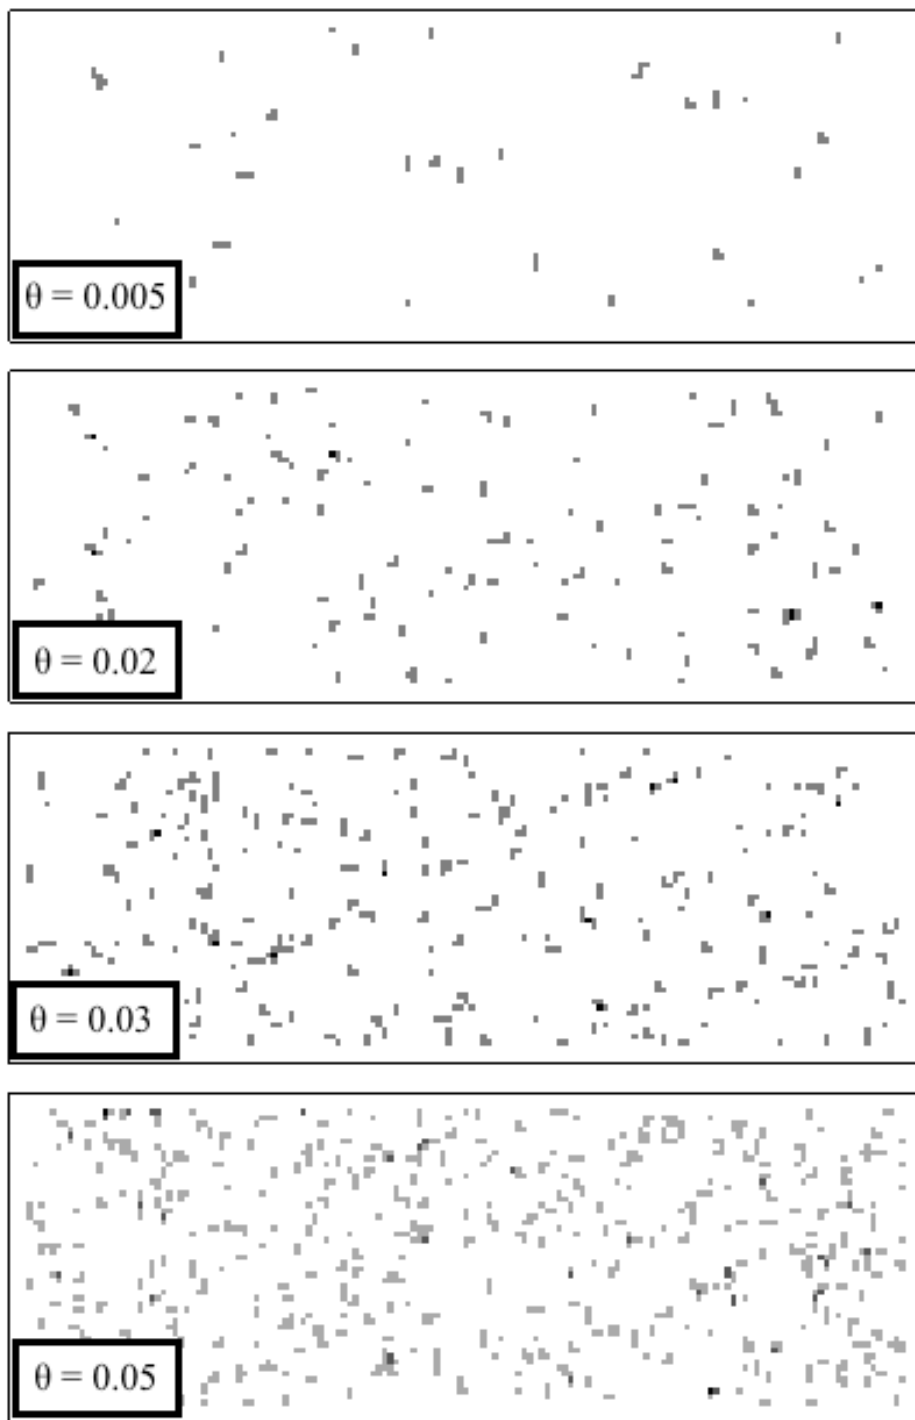 θ = 0.005
θ = 0.02
θ = 0.03
θ = 0.05